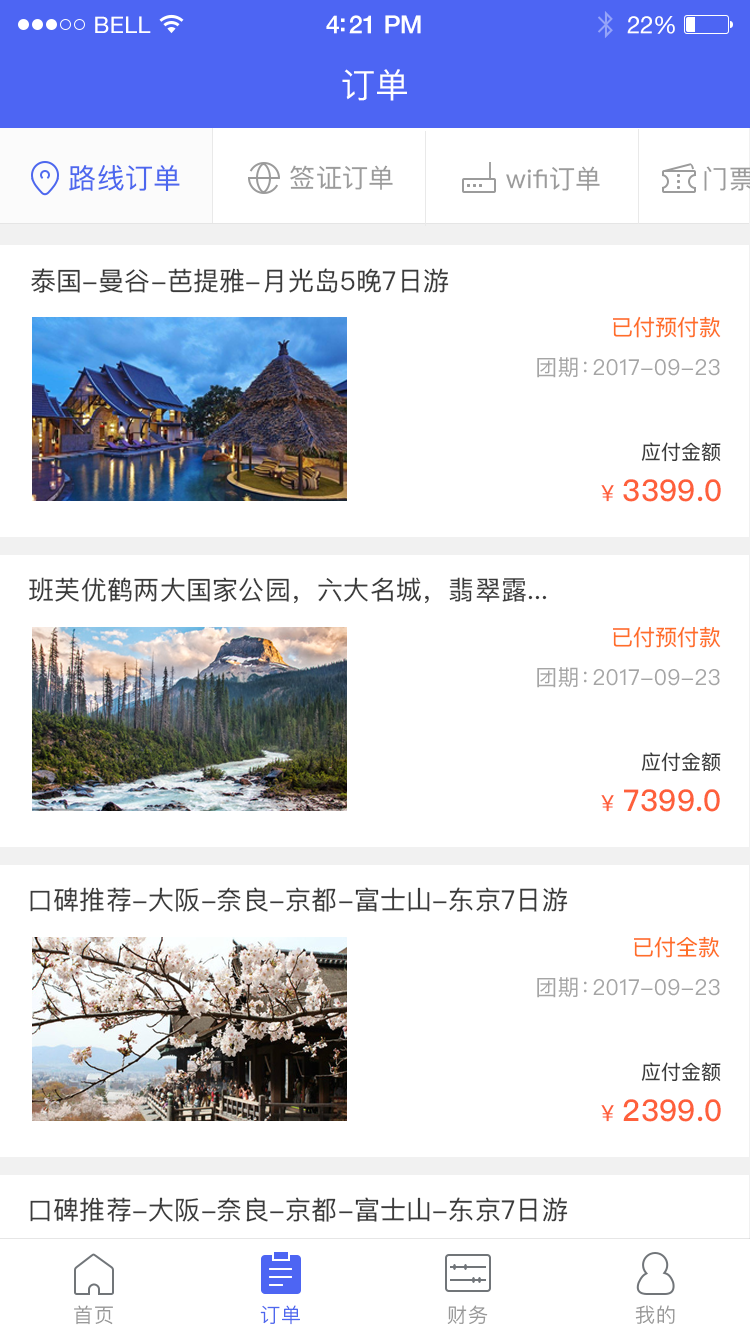 BELL 4:21 PM 22%
订单
路线订单 签证订单 wifi订单 门票
泰国–曼谷–芭提雅–月光岛5晚7日游
已付预付款
团期：2017–09–23
应付金额
¥ 3399.0
班芙优鹤两大国家公园，六大名城，翡翠露...
已付预付款
团期：2017–09–23
应付金额
¥ 7399.0
口碑推荐–大阪–奈良–京都–富士山–东京7日游
已付全款
团期：2017–09–23
应付金额
¥ 2399.0
口碑推荐–大阪–奈良–京都–富士山–东京7日游
首页 订单 财务 我的